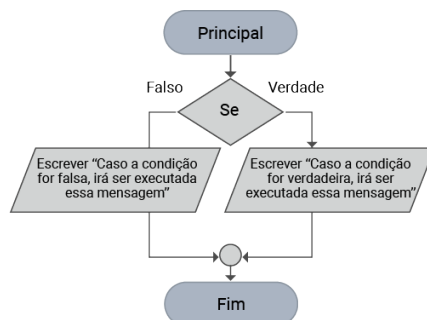 Principal
Falso
Verdade
Se
Escrever “Caso a condição
for falsa, irá ser executada
essa mensagem”
Escrever “Caso a condição
for verdadeira, irá ser
executada essa mensagem”
Fim